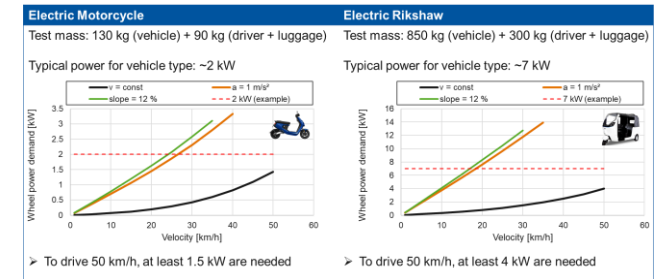 Electric Motorcycle
Test mass: 130 kg (vehicle) + 90 kg (driver + luggage)
Typical power for vehicle type: ~2 kW
v = const
a = 1 m/s²
slope = 12 %
2 kW (example)
Wheel power demand [kW]
3.5
3
2.5
2
1.5
1
0.5
0
0 10 20 30 40 50 60
Velocity [km/h]
➢ To drive 50 km/h, at least 1.5 kW are needed
Electric Rikshaw
Test mass: 850 kg (vehicle) + 300 kg (driver + luggage)
Typical power for vehicle type: ~7 kW
v = const
a = 1 m/s²
slope = 12 %
7 kW (example)
Wheel power demand [kW]
16
14
12
10
8
6
4
2
0
0 10 20 30 40 50 60
Velocity [km/h]
➢ To drive 50 km/h, at least 4 kW are needed